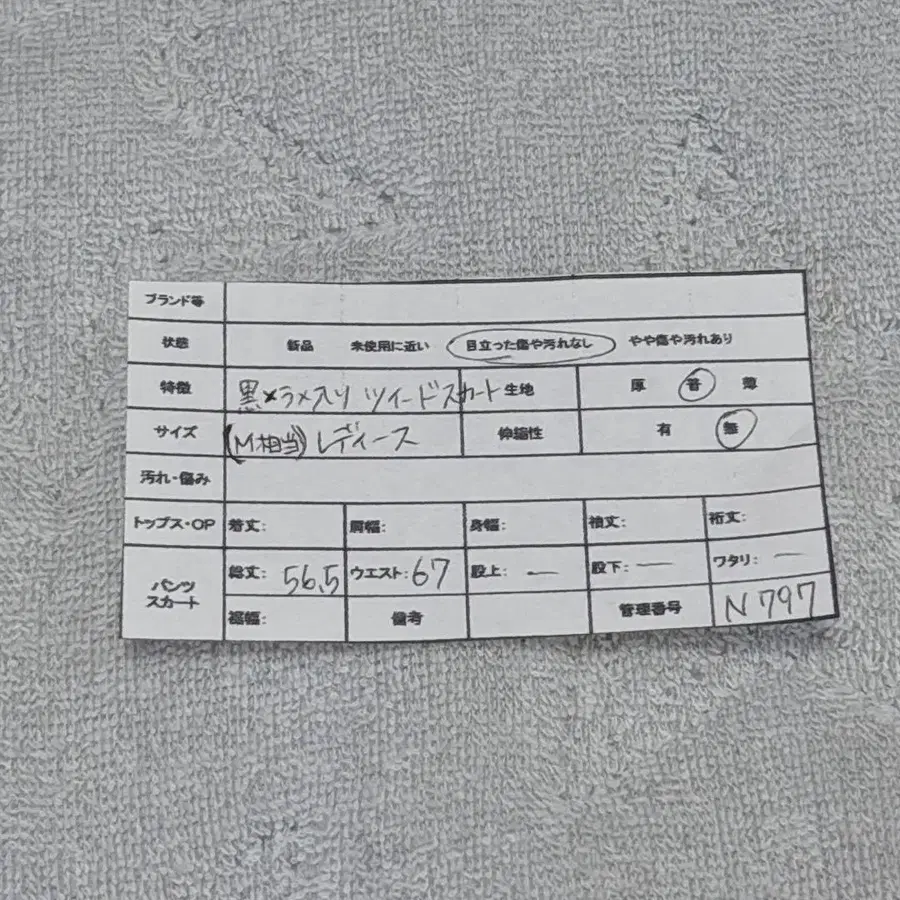 ブランド等
状態 新品 未使用に近い 目立った傷や汚れなし やや傷や汚れあり
特徴 黒×ラメ入り ツイードスカート 生地 厚 普 薄
サイズ (M相当) レディース 伸縮性 有 無
汚れ・傷み
トップス・OP 着丈: 肩幅: 身幅: 袖丈: 裄丈:
パンツ スカート 総丈: 56.5 ウエスト: 67 股上: — 股下: — ワタリ: —
裾幅: 備考 管理番号 N797